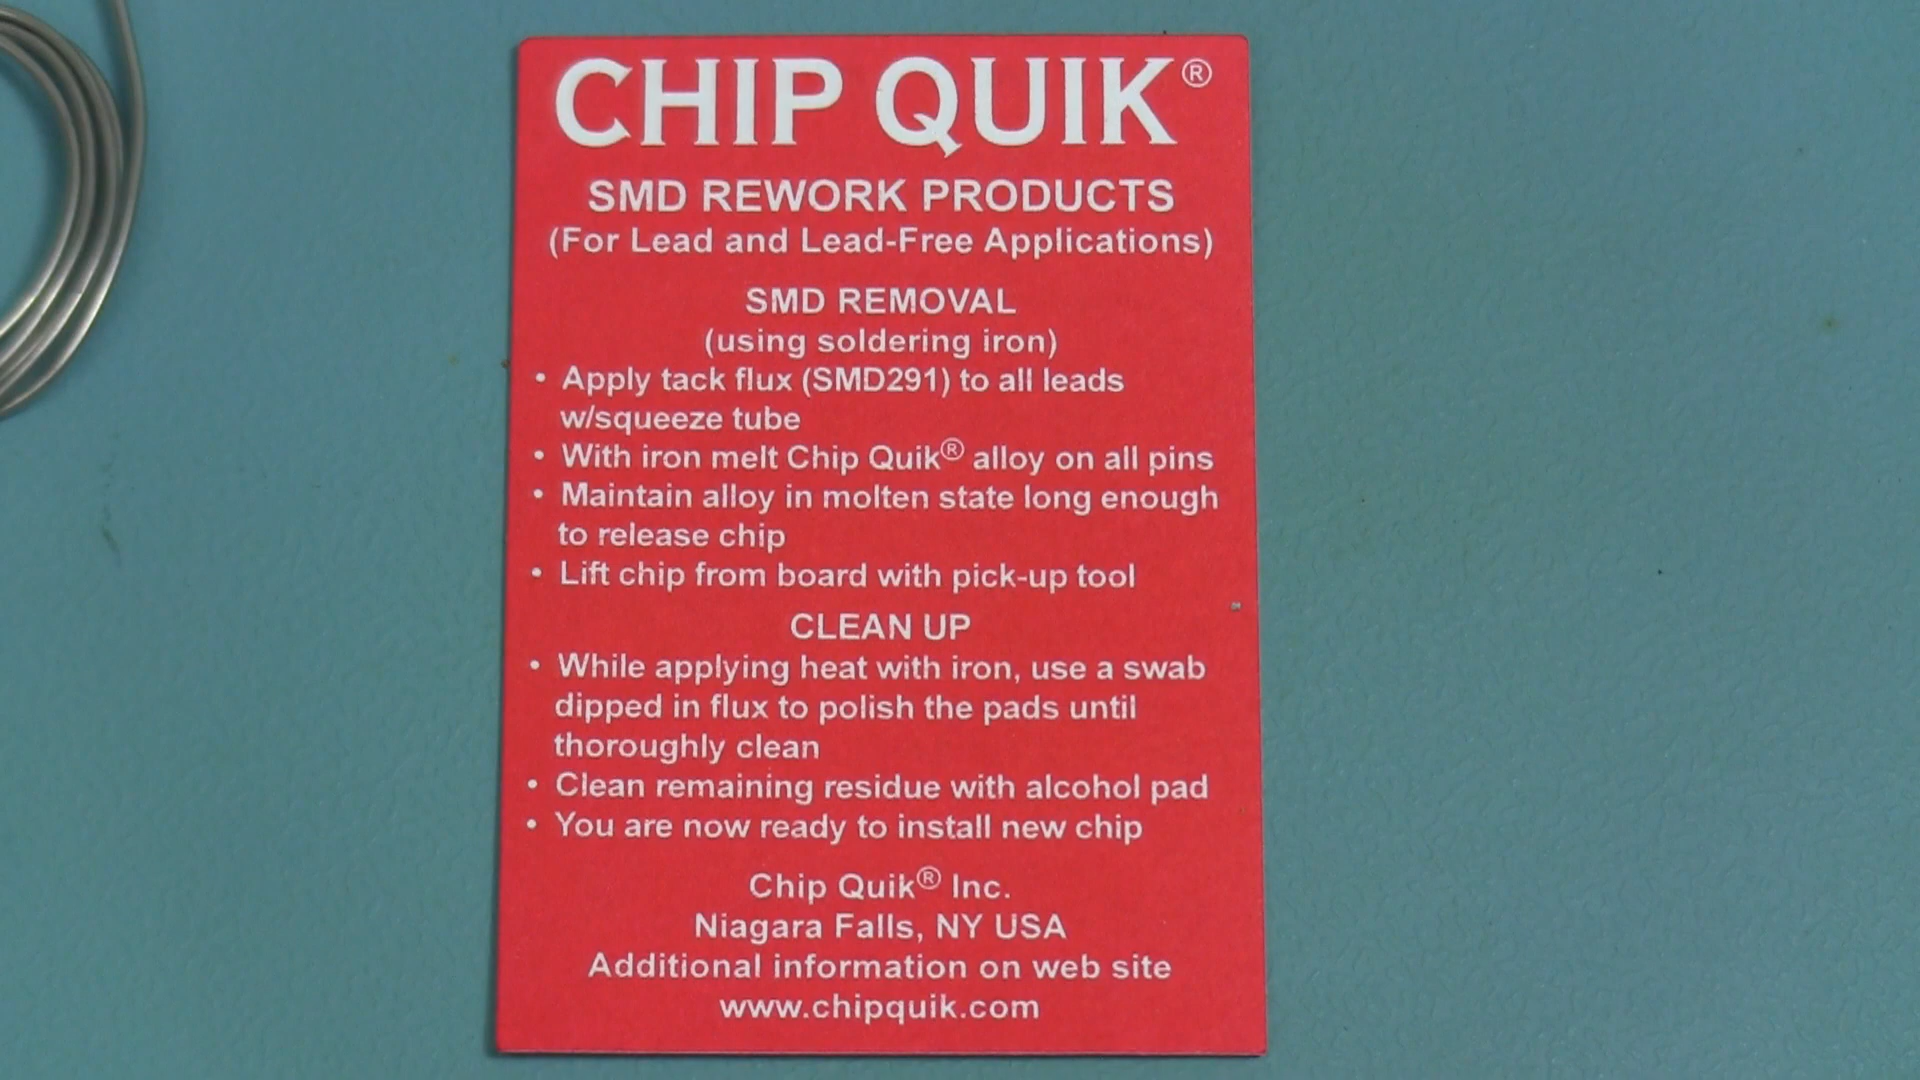 CHIP QUIK®
SMD REWORK PRODUCTS
(For Lead and Lead-Free Applications)
SMD REMOVAL
(using soldering iron)
• Apply tack flux (SMD291) to all leads
w/squeeze tube
• With iron melt Chip Quik® alloy on all pins
• Maintain alloy in molten state long enough
to release chip
• Lift chip from board with pick-up tool
CLEAN UP
• While applying heat with iron, use a swab
dipped in flux to polish the pads until
thoroughly clean
• Clean remaining residue with alcohol pad
• You are now ready to install new chip
Chip Quik® Inc.
Niagara Falls, NY USA
Additional information on web site
www.chipquik.com